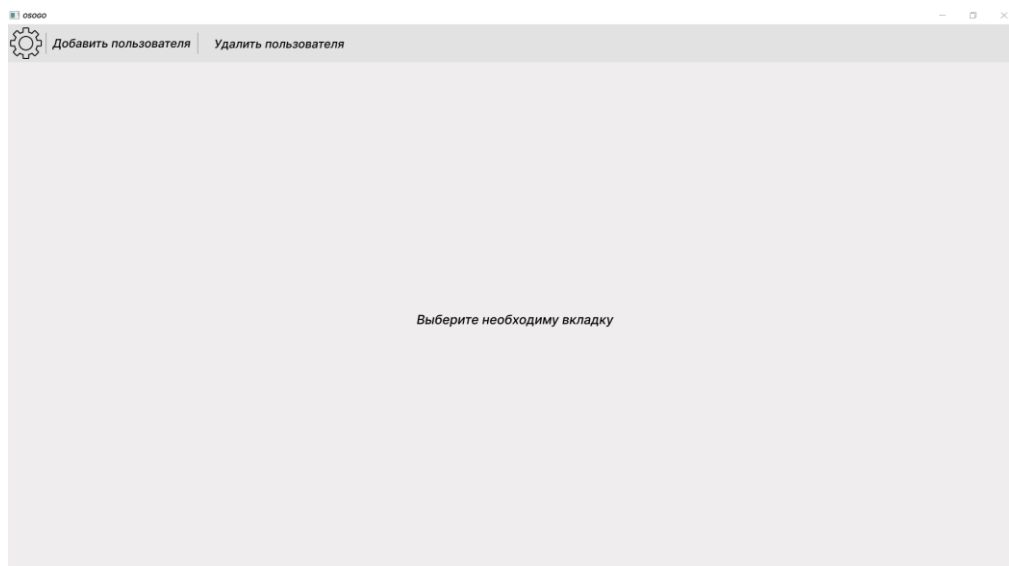 osogo
Добавить пользователя Удалить пользователя
Выберите необходиму вкладку